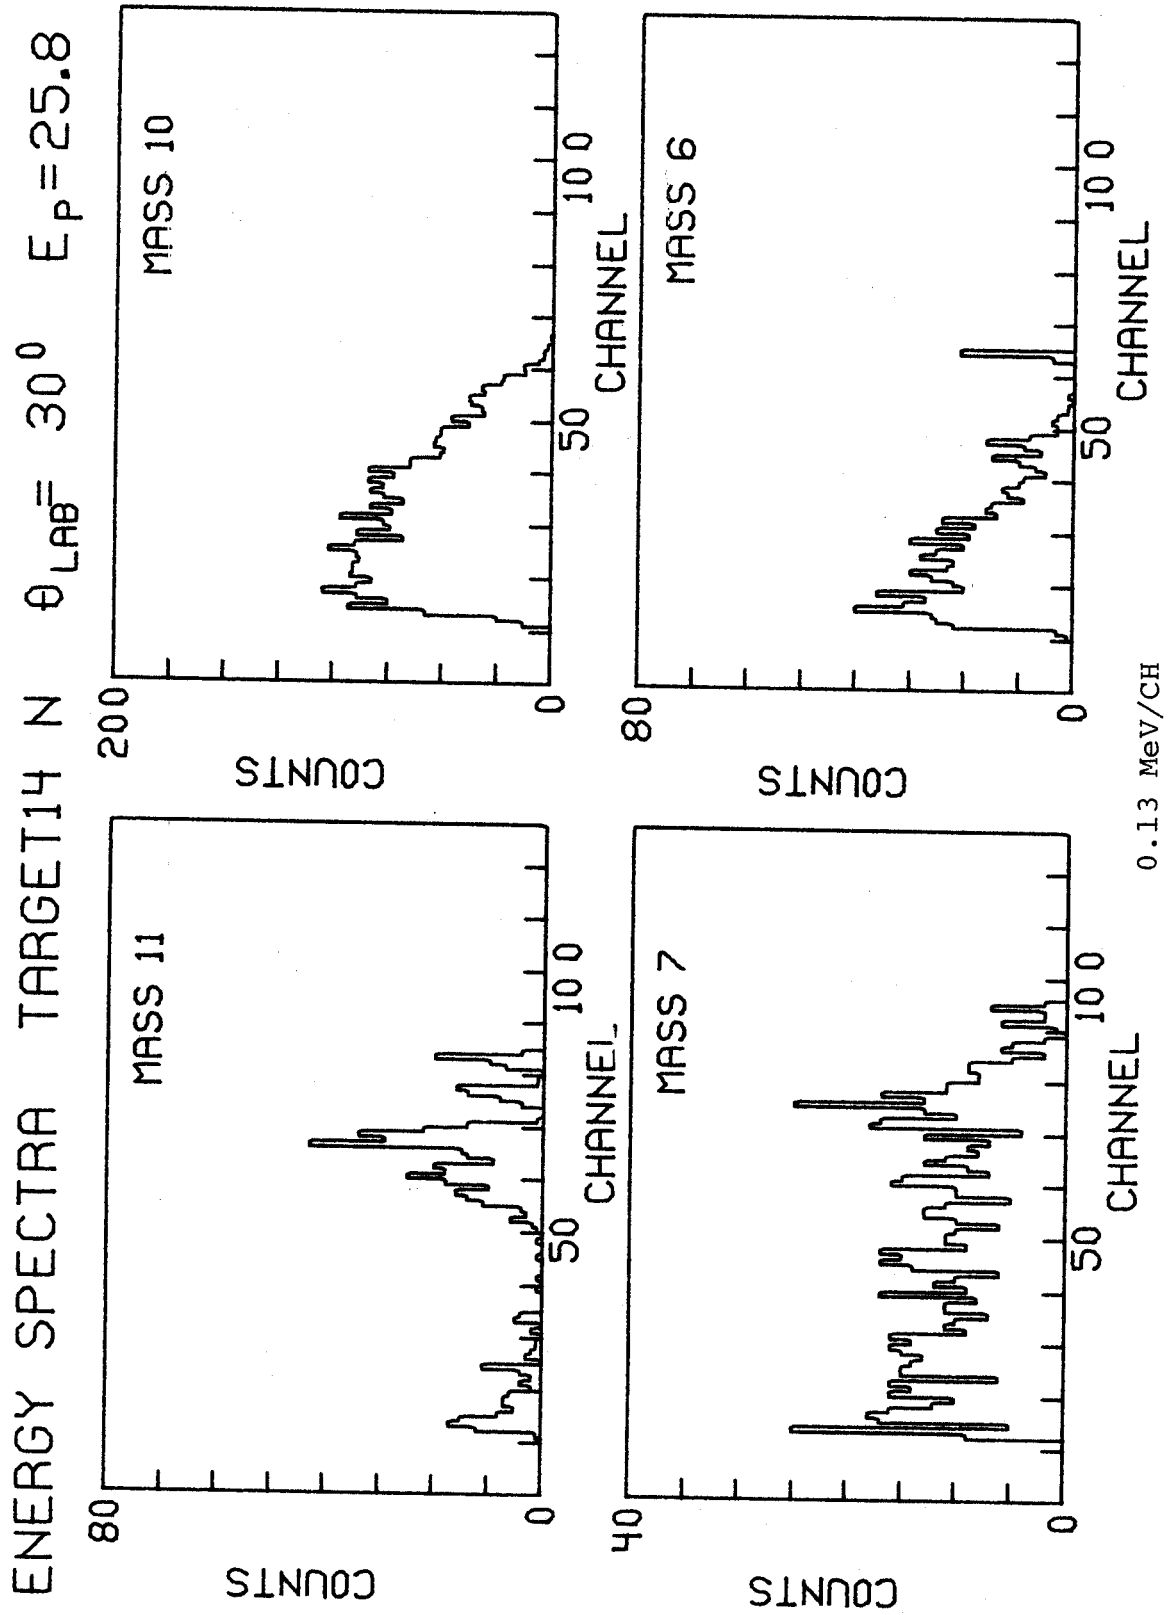 ENERGY SPECTRA TARGET14 N θLAB= 30° EP=25.8
80
COUNTS
0
MASS 11
50
100
CHANNEL
200
COUNTS
0
MASS 10
50
100
CHANNEL
40
COUNTS
0
MASS 7
50
100
CHANNEL
80
COUNTS
0
MASS 6
50
100
CHANNEL
0.13 MeV/CH